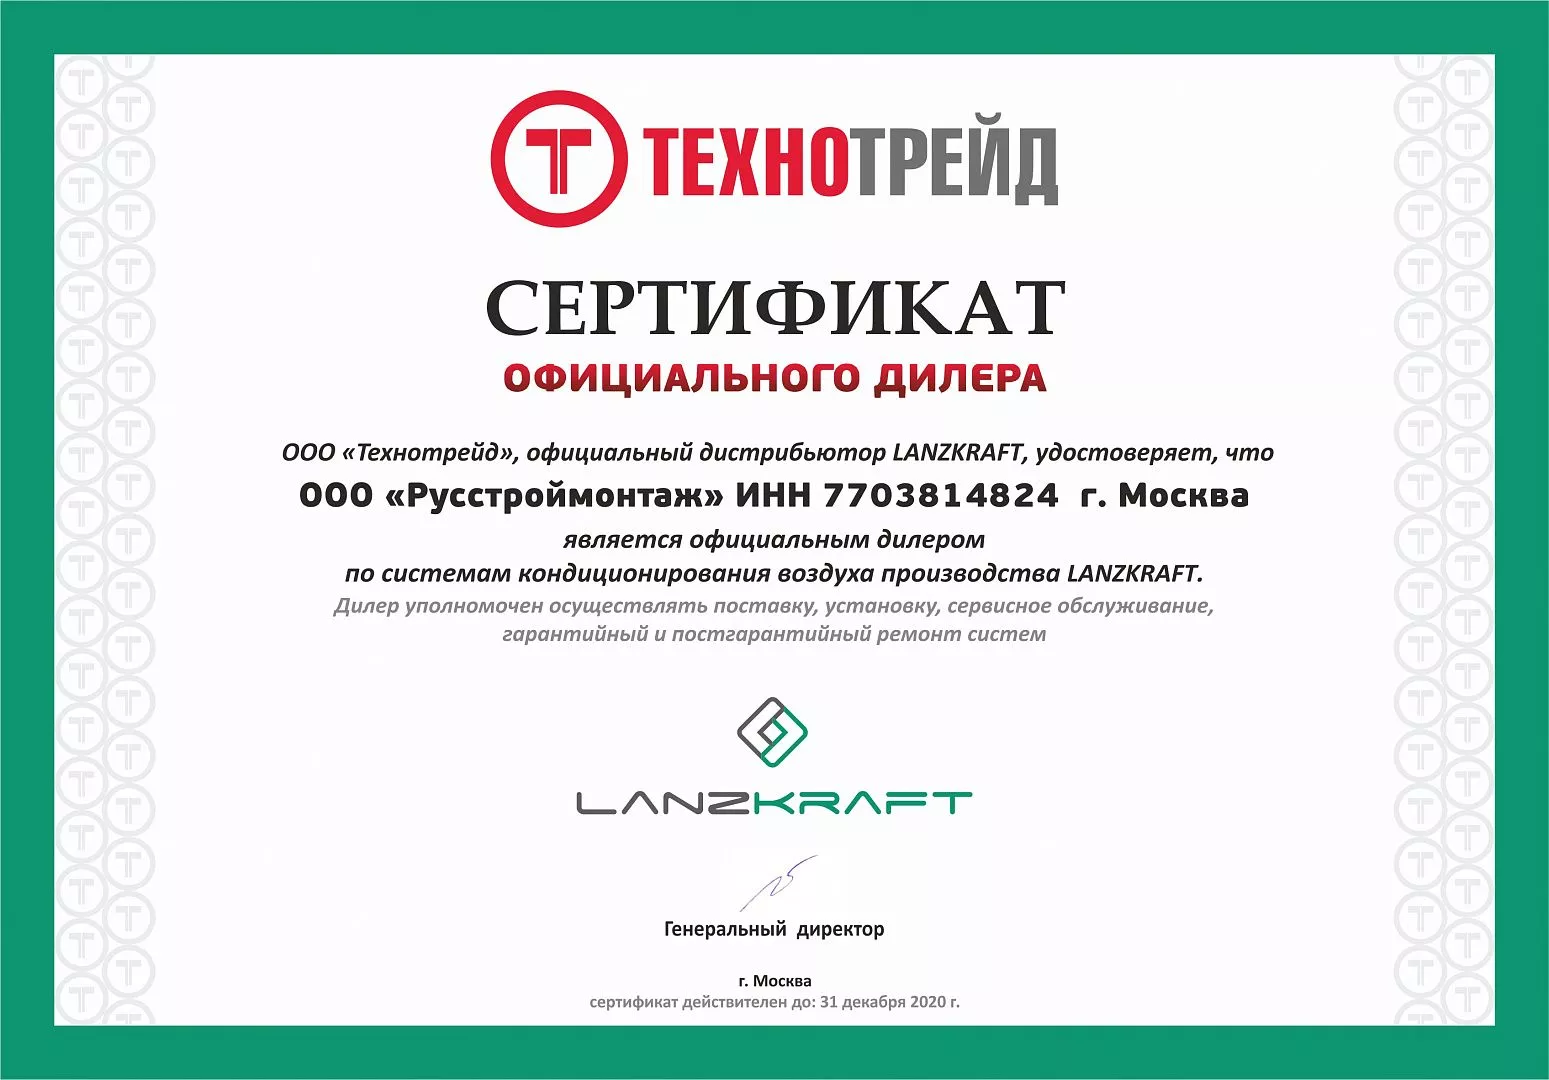 ТЕХНОТРЕЙД
СЕРТИФИКАТ
ОФИЦИАЛЬНОГО ДИЛЕРА
ООО «Технотрейд», официальный дистрибьютор LANZKRAFT, удостоверяет, что
ООО «Русстроймонтаж» ИНН 7703814824 г. Москва
является официальным дилером
по системам кондиционирования воздуха производства LANZKRAFT.
Дилер уполномочен осуществлять поставку, установку, сервисное обслуживание,
гарантийный и постгарантийный ремонт систем
LANZKRAFT
Генеральный директор
г. Москва
сертификат действителен до: 31 декабря 2020 г.